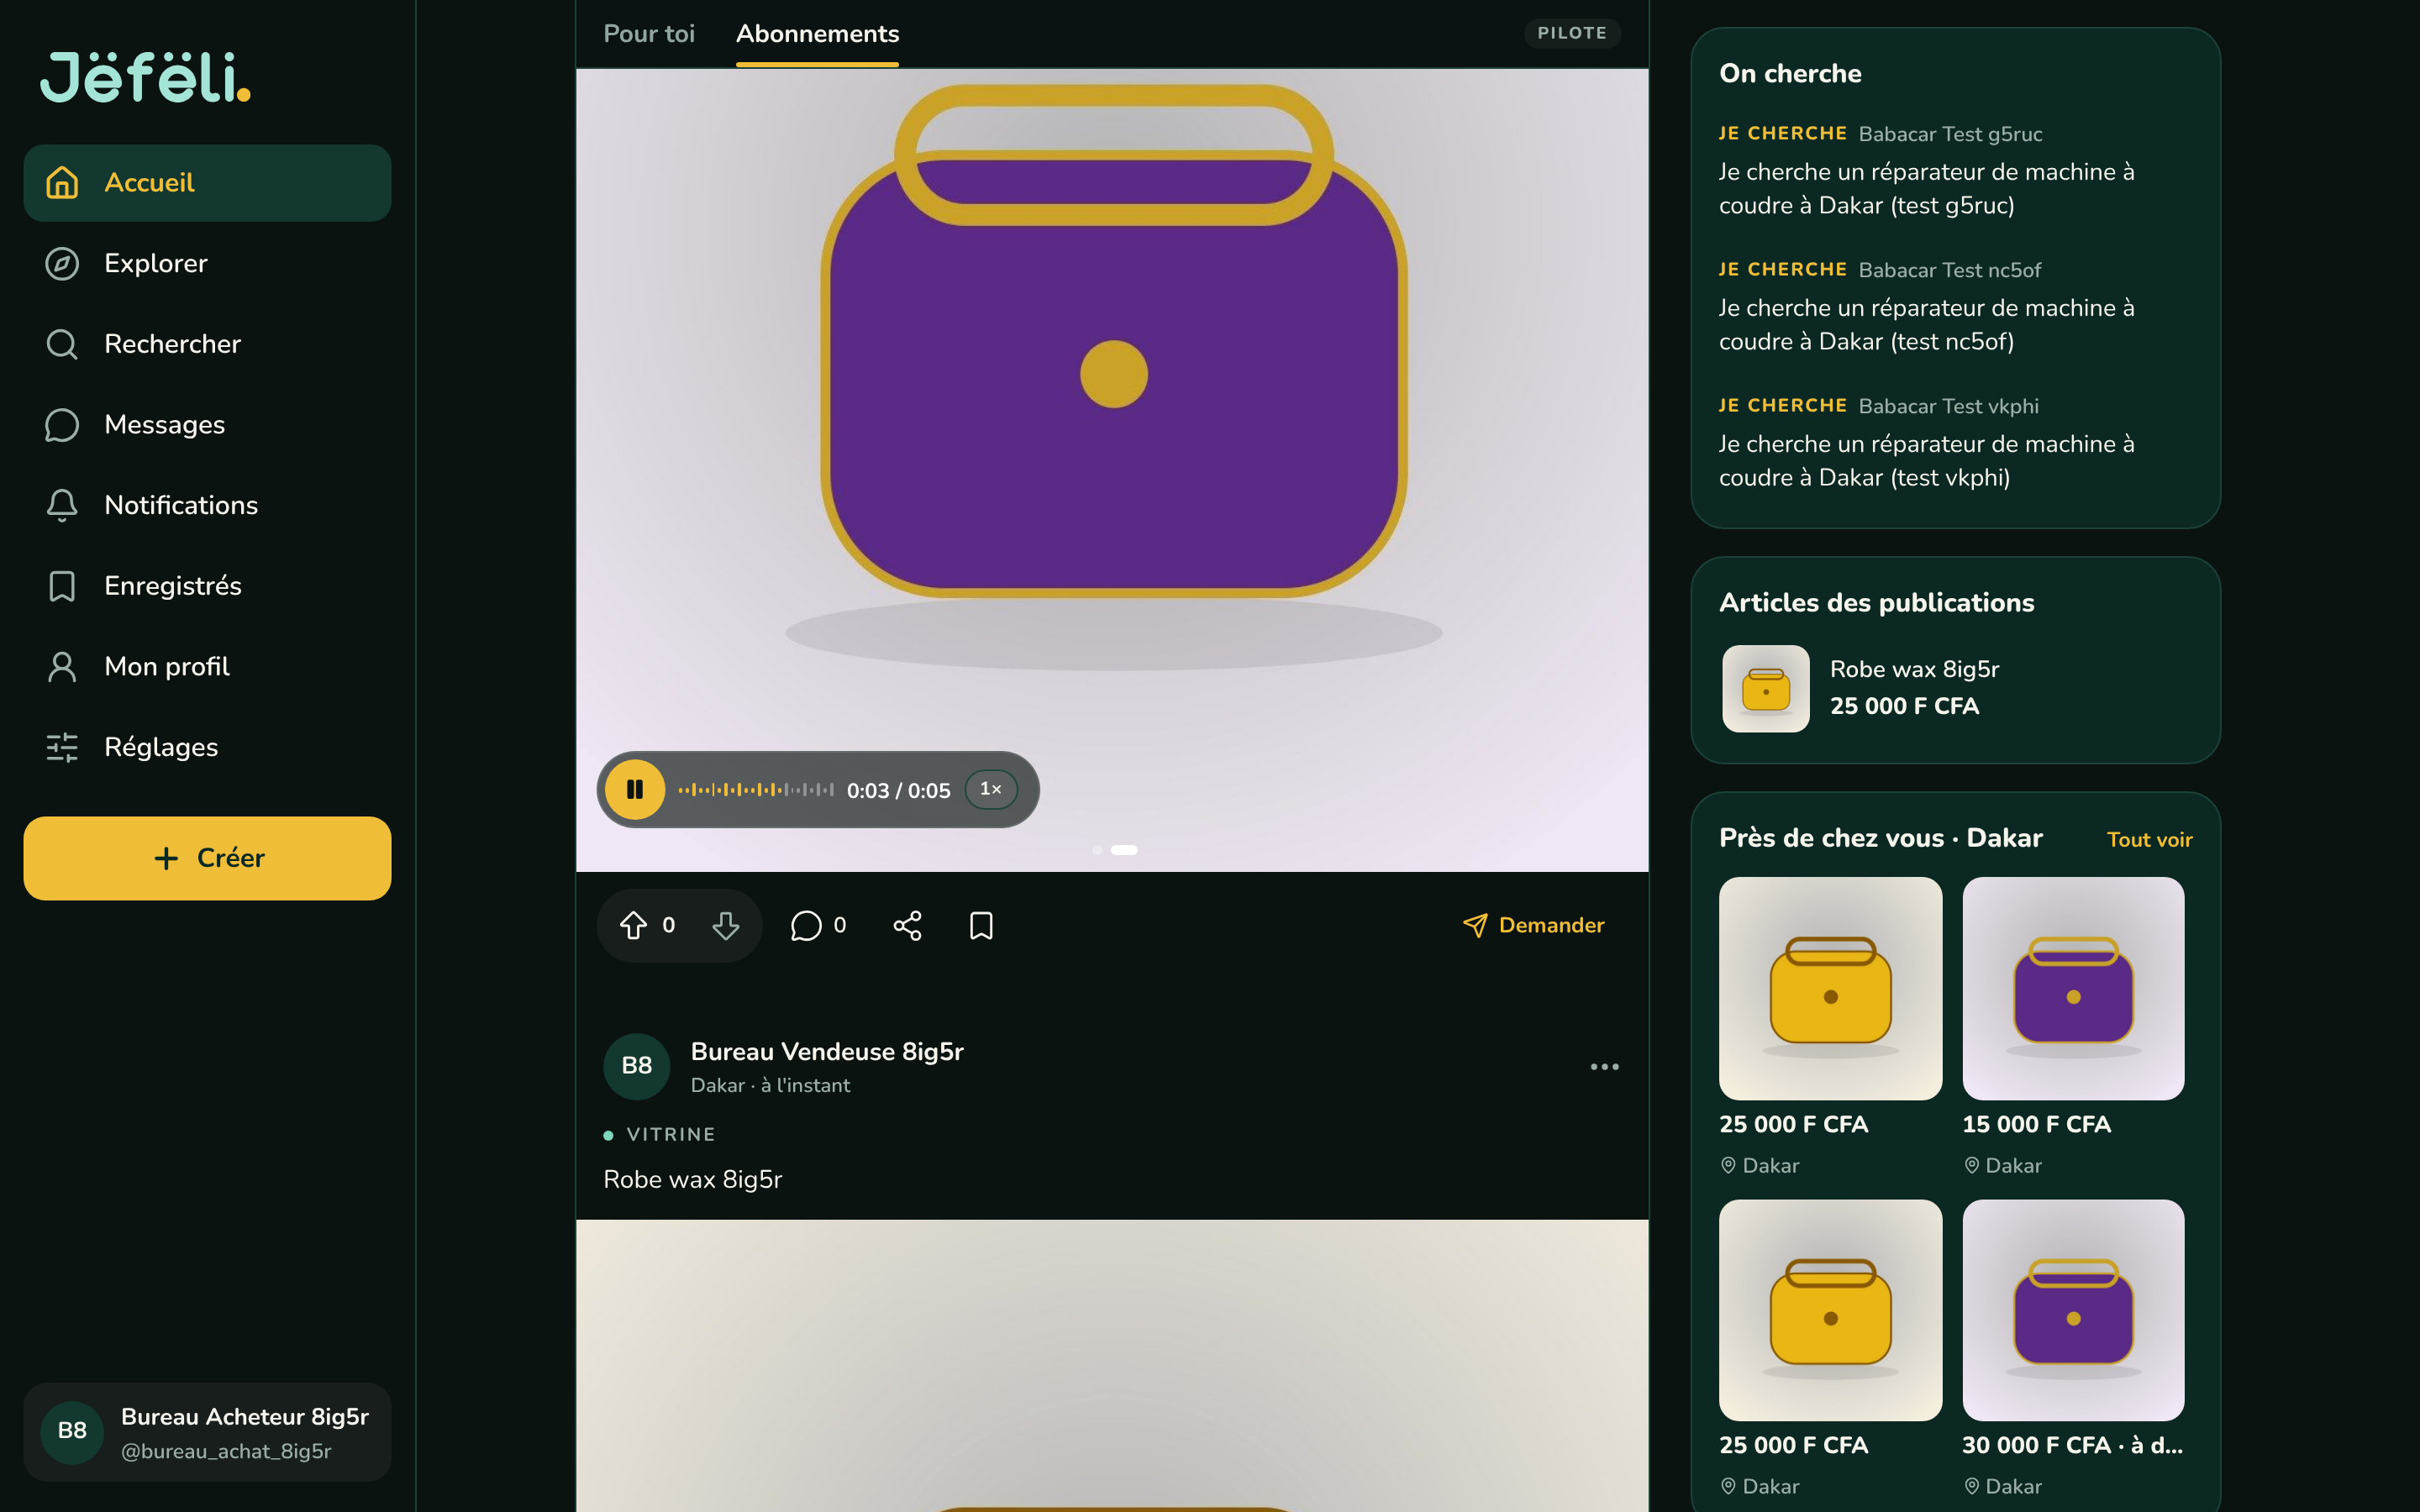 Jëfëli.
Accueil
Explorer
Rechercher
Messages
Notifications
Enregistrés
Mon profil
Réglages
Créer
B8
Bureau Acheteur 8ig5r
@bureau_achat_8ig5r
Pour toi
Abonnements
PILOTE
0:03 / 0:05
1×
0
0
Demander
B8
Bureau Vendeuse 8ig5r
Dakar · à l'instant
VITRINE
Robe wax 8ig5r
On cherche
JE CHERCHE Babacar Test g5ruc
Je cherche un réparateur de machine à
coudre à Dakar (test g5ruc)
JE CHERCHE Babacar Test nc5of
Je cherche un réparateur de machine à
coudre à Dakar (test nc5of)
JE CHERCHE Babacar Test vkphi
Je cherche un réparateur de machine à
coudre à Dakar (test vkphi)
Articles des publications
Robe wax 8ig5r
25 000 F CFA
Près de chez vous · Dakar
Tout voir
25 000 F CFA
Dakar
15 000 F CFA
Dakar
25 000 F CFA
Dakar
30 000 F CFA · à d...
Dakar